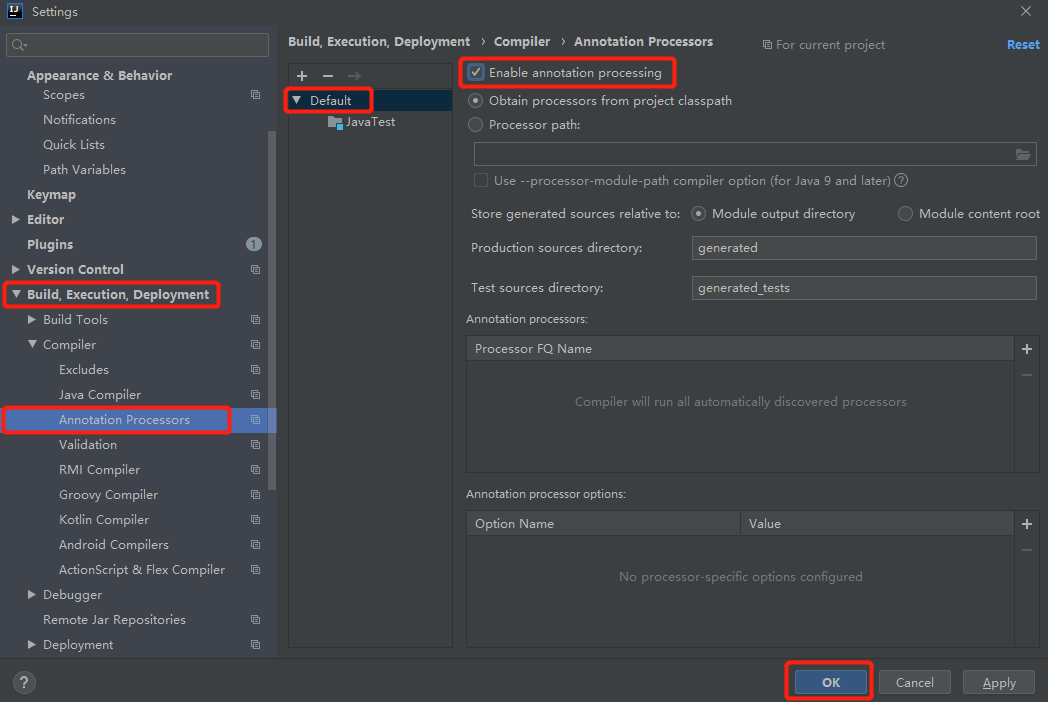 Settings
Appearance & Behavior
Scopes
Notifications
Quick Lists
Path Variables
Keymap
Editor
Plugins 1
Version Control
Build, Execution, Deployment
Build Tools
Compiler
Excludes
Java Compiler
Annotation Processors
Validation
RMI Compiler
Groovy Compiler
Kotlin Compiler
Android Compilers
ActionScript & Flex Compiler
Debugger
Remote Jar Repositories
Deployment
Build, Execution, Deployment › Compiler › Annotation Processors For current project Reset
Default
JavaTest
Enable annotation processing
Obtain processors from project classpath
Processor path:
Use --processor-module-path compiler option (for Java 9 and later) ?
Store generated sources relative to: Module output directory Module content root
Production sources directory: generated
Test sources directory: generated_tests
Annotation processors:
Processor FQ Name
Compiler will run all automatically discovered processors
Annotation processor options:
Option Name Value
No processor-specific options configured
? OK Cancel Apply